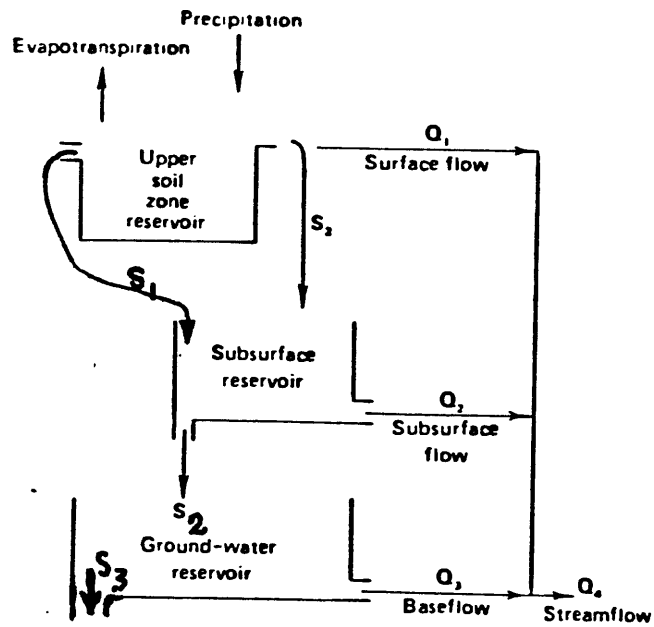 Precipitation
Evapotranspiration
Q₁
Upper
soil
zone
reservoir
Surface flow
S₂
S₁
Subsurface
reservoir
Q₂
Subsurface
flow
S₂
Ground-water
reservoir
S₃
Q₃
Baseflow
Q₄
Streamflow